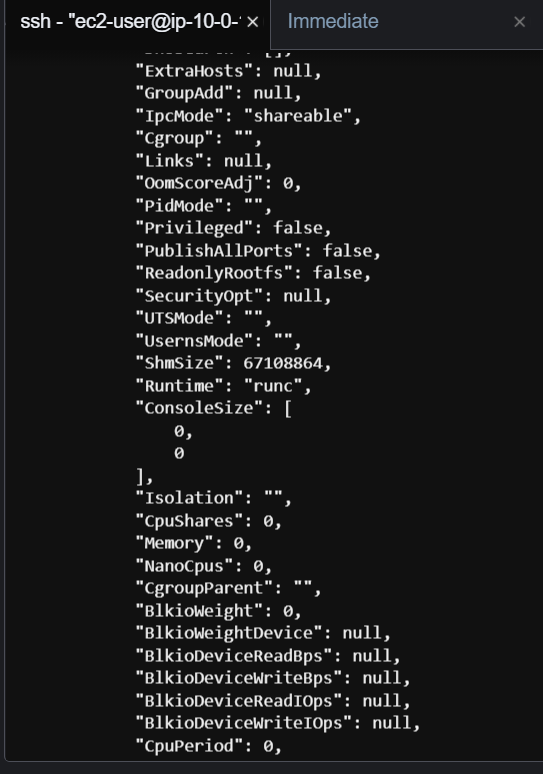 ssh - "ec2-user@ip-10-0- × Immediate ×
"ExtraHosts": null,
"GroupAdd": null,
"IpcMode": "shareable",
"Cgroup": "",
"Links": null,
"OomScoreAdj": 0,
"PidMode": "",
"Privileged": false,
"PublishAllPorts": false,
"ReadonlyRootfs": false,
"SecurityOpt": null,
"UTSMode": "",
"UsernsMode": "",
"ShmSize": 67108864,
"Runtime": "runc",
"ConsoleSize": [
0,
0
],
"Isolation": "",
"CpuShares": 0,
"Memory": 0,
"NanoCpus": 0,
"CgroupParent": "",
"BlkioWeight": 0,
"BlkioWeightDevice": null,
"BlkioDeviceReadBps": null,
"BlkioDeviceWriteBps": null,
"BlkioDeviceReadIOps": null,
"BlkioDeviceWriteIOps": null,
"CpuPeriod": 0,